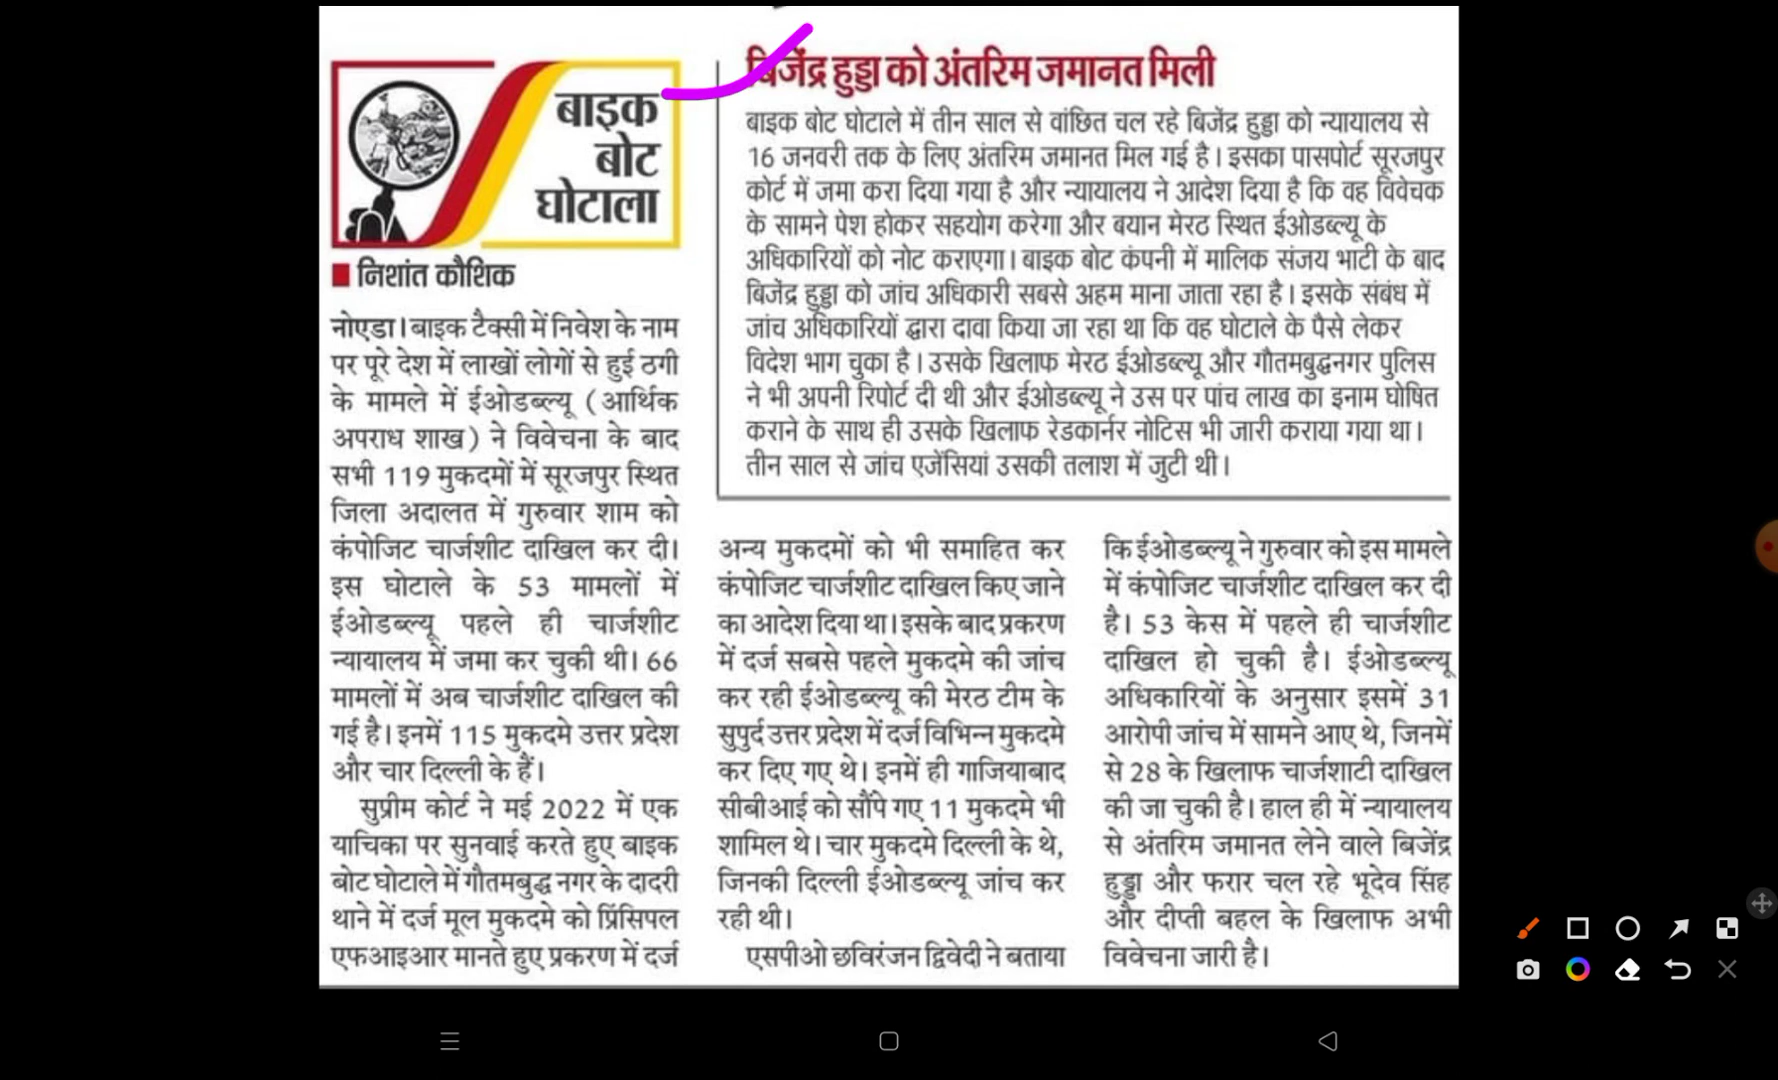 बाइक
बोट
घोटाला
निशांत कौशिक
नोएडा। बाइक टैक्सी में निवेश के नाम
पर पूरे देश में लाखों लोगों से हुई ठगी
के मामले में ईओडब्ल्यू (आर्थिक
अपराध शाख) ने विवेचना के बाद
सभी 119 मुकदमों में सूरजपुर स्थित
जिला अदालत में गुरुवार शाम को
कंपोजिट चार्जशीट दाखिल कर दी।
इस घोटाले के 53 मामलों में
ईओडब्ल्यू पहले ही चार्जशीट
न्यायालय में जमा कर चुकी थी। 66
मामलों में अब चार्जशीट दाखिल की
गई है। इनमें 115 मुकदमे उत्तर प्रदेश
और चार दिल्ली के हैं।
सुप्रीम कोर्ट ने मई 2022 में एक
याचिका पर सुनवाई करते हुए बाइक
बोट घोटाले में गौतमबुद्ध नगर के दादरी
थाने में दर्ज मूल मुकदमे को प्रिंसिपल
एफआइआर मानते हुए प्रकरण में दर्ज
बिजेंद्र हुड्डा को अंतरिम जमानत मिली
बाइक बोट घोटाले में तीन साल से वांछित चल रहे बिजेंद्र हुड्डा को न्यायालय से
16 जनवरी तक के लिए अंतरिम जमानत मिल गई है। इसका पासपोर्ट सूरजपुर
कोर्ट में जमा करा दिया गया है और न्यायालय ने आदेश दिया है कि वह विवेचक
के सामने पेश होकर सहयोग करेगा और बयान मेरठ स्थित ईओडब्ल्यू के
अधिकारियों को नोट कराएगा। बाइक बोट कंपनी में मालिक संजय भाटी के बाद
बिजेंद्र हुड्डा को जांच अधिकारी सबसे अहम माना जाता रहा है। इसके संबंध में
जांच अधिकारियों द्वारा दावा किया जा रहा था कि वह घोटाले के पैसे लेकर
विदेश भाग चुका है। उसके खिलाफ मेरठ ईओडब्ल्यू और गौतमबुद्धनगर पुलिस
ने भी अपनी रिपोर्ट दी थी और ईओडब्ल्यू ने उस पर पांच लाख का इनाम घोषित
कराने के साथ ही उसके खिलाफ रेडकार्नर नोटिस भी जारी कराया गया था।
तीन साल से जांच एजेंसियां उसकी तलाश में जुटी थी।
अन्य मुकदमों को भी समाहित कर
कंपोजिट चार्जशीट दाखिल किए जाने
का आदेश दिया था। इसके बाद प्रकरण
में दर्ज सबसे पहले मुकदमे की जांच
कर रही ईओडब्ल्यू की मेरठ टीम के
सुपुर्द उत्तर प्रदेश में दर्ज विभिन्न मुकदमे
कर दिए गए थे। इनमें ही गाजियाबाद
सीबीआई को सौंपे गए 11 मुकदमे भी
शामिल थे। चार मुकदमे दिल्ली के थे,
जिनकी दिल्ली ईओडब्ल्यू जांच कर
रही थी।
एसपीओ छविरंजन द्विवेदी ने बताया
कि ईओडब्ल्यू ने गुरुवार को इस मामले
में कंपोजिट चार्जशीट दाखिल कर दी
है। 53 केस में पहले ही चार्जशीट
दाखिल हो चुकी है। ईओडब्ल्यू
अधिकारियों के अनुसार इसमें 31
आरोपी जांच में सामने आए थे, जिनमें
से 28 के खिलाफ चार्जशाटी दाखिल
की जा चुकी है। हाल ही में न्यायालय
से अंतरिम जमानत लेने वाले बिजेंद्र
हुड्डा और फरार चल रहे भूदेव सिंह
और दीप्ती बहल के खिलाफ अभी
विवेचना जारी है।